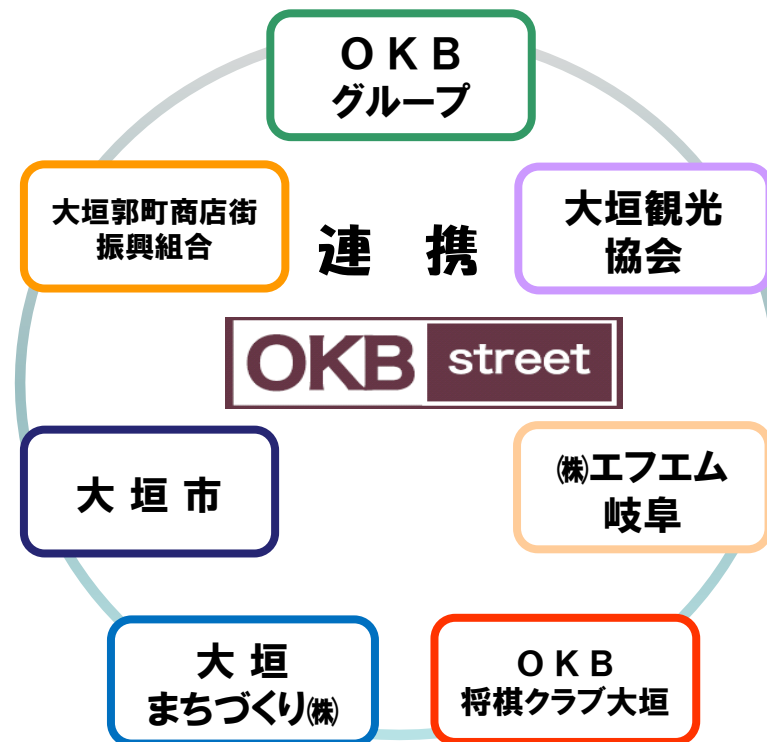 OKB
グループ
大垣郭町商店街
振興組合
連 携
大垣観光
協会
OKB street
大 垣 市
㈱エフエム
岐阜
大 垣
まちづくり㈱
OKB
将棋クラブ大垣